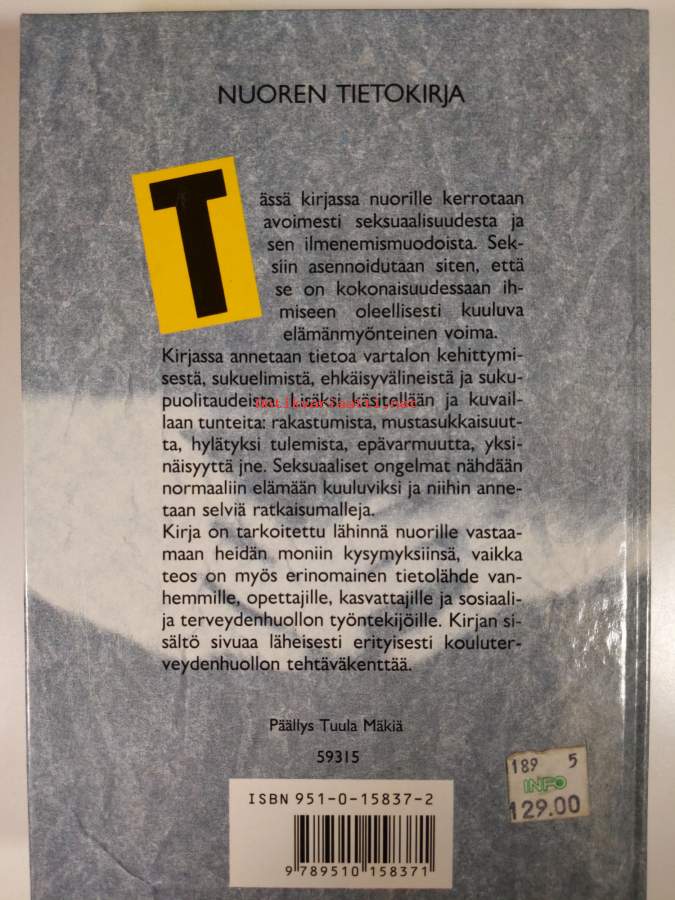 NUOREN TIETOKIRJA
Tässä kirjassa nuorille kerrotaan
avoimesti seksuaalisuudesta ja
sen ilmenemismuodoista. Sek-
siin asennoidutaan siten, että
se on kokonaisuudessaan ih-
miseen oleellisesti kuuluva
elämänmyönteinen voima.
Kirjassa annetaan tietoa vartalon kehittymi-
sestä, sukuelimistä, ehkäisyvälineistä ja suku-
puolitaudeista. Lisäksi käsitellään ja kuvail-
laan tunteita: rakastumista, mustasukkaisuut-
ta, hylätyksi tulemista, epävarmuutta, yksi-
näisyyttä jne. Seksuaaliset ongelmat nähdään
normaaliin elämään kuuluviksi ja niihin anne-
taan selviä ratkaisumalleja.
Kirja on tarkoitettu lähinnä nuorille vastaa-
maan heidän moniin kysymyksiinsä, vaikka
teos on myös erinomainen tietolähde van-
hemmille, opettajille, kasvattajille ja sosiaali-
ja terveydenhuollon työntekijöille. Kirjan si-
sältö sivuaa läheisesti erityisesti kouluter-
veydenhuollon tehtäväkenttää.
Päällys Tuula Mäkiä
59315
ISBN 951-0-15837-2
9 789510 158371
189 5
INFO
129.00